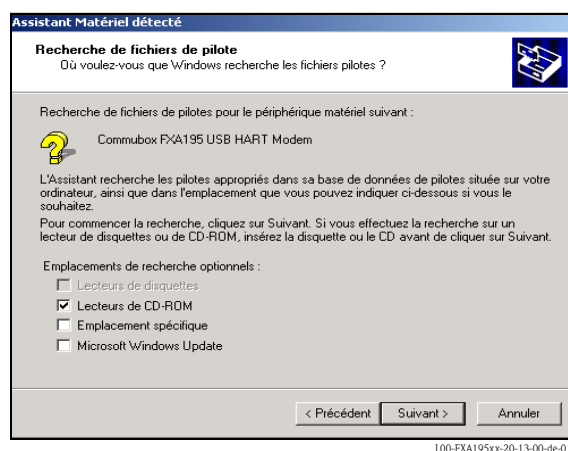 Assistant Matériel détecté
Recherche de fichiers de pilote
Où voulez-vous que Windows recherche les fichiers pilotes ?
Recherche de fichiers de pilotes pour le périphérique matériel suivant :
Commubox FXA195 USB HART Modem
L'Assistant recherche les pilotes appropriés dans sa base de données de pilotes située sur votre
ordinateur, ainsi que dans l'emplacement que vous pouvez indiquer ci-dessous si vous le
souhaitez.
Pour commencer la recherche, cliquez sur Suivant. Si vous effectuez la recherche sur un
lecteur de disquettes ou de CD-ROM, insérez la disquette ou le CD avant de cliquer sur Suivant.
Emplacements de recherche optionnels :
Lecteurs de disquettes
Lecteurs de CD-ROM
Emplacement spécifique
Microsoft Windows Update
< Précédent
Suivant >
Annuler
L00-FXA195xx-20-13-00-de-0